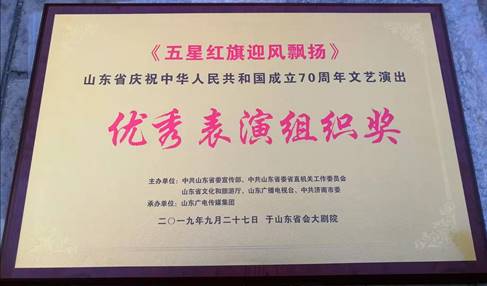 《五星红旗迎风飘扬》
山东省庆祝中华人民共和国成立70周年文艺演出
优秀表演组织奖
主办单位：中共山东省委宣传部、中共山东省委省直机关工作委员会
山东省文化和旅游厅、山东广播电视台、中共济南市委
承办单位：山东广电传媒集团
二〇一九年九月二十七日 于山东省会大剧院